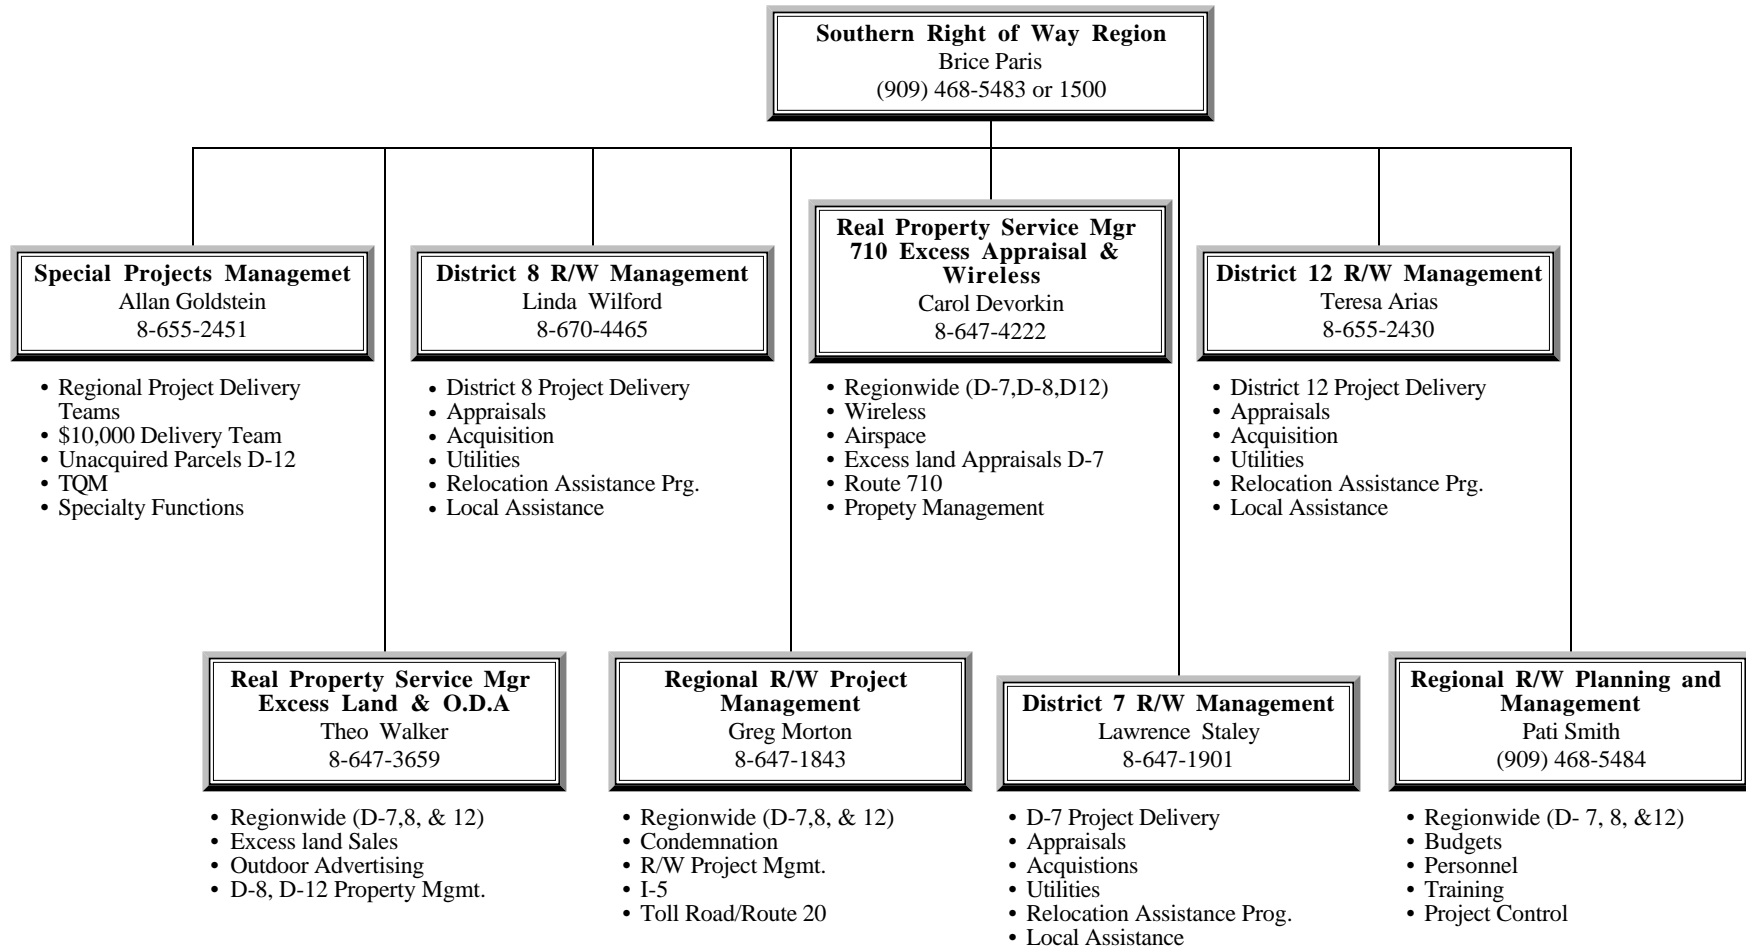 Southern Right of Way Region
Brice Paris
(909) 468-5483 or 1500
Special Projects Managemet
Allan Goldstein
8-655-2451
• Regional Project Delivery
Teams
• $10,000 Delivery Team
• Unacquired Parcels D-12
• TQM
• Specialty Functions
District 8 R/W Management
Linda Wilford
8-670-4465
• District 8 Project Delivery
• Appraisals
• Acquisition
• Utilities
• Relocation Assistance Prg.
• Local Assistance
Real Property Service Mgr
710 Excess Appraisal &
Wireless
Carol Devorkin
8-647-4222
• Regionwide (D-7,D-8,D12)
• Wireless
• Airspace
• Excess land Appraisals D-7
• Route 710
• Propety Management
District 12 R/W Management
Teresa Arias
8-655-2430
• District 12 Project Delivery
• Appraisals
• Acquisition
• Utilities
• Relocation Assistance Prg.
• Local Assistance
Real Property Service Mgr
Excess Land & O.D.A
Theo Walker
8-647-3659
• Regionwide (D-7,8, & 12)
• Excess land Sales
• Outdoor Advertising
• D-8, D-12 Property Mgmt.
Regional R/W Project
Management
Greg Morton
8-647-1843
• Regionwide (D-7,8, & 12)
• Condemnation
• R/W Project Mgmt.
• I-5
• Toll Road/Route 20
District 7 R/W Management
Lawrence Staley
8-647-1901
• D-7 Project Delivery
• Appraisals
• Acquistions
• Utilities
• Relocation Assistance Prog.
• Local Assistance
Regional R/W Planning and
Management
Pati Smith
(909) 468-5484
• Regionwide (D- 7, 8, &12)
• Budgets
• Personnel
• Training
• Project Control